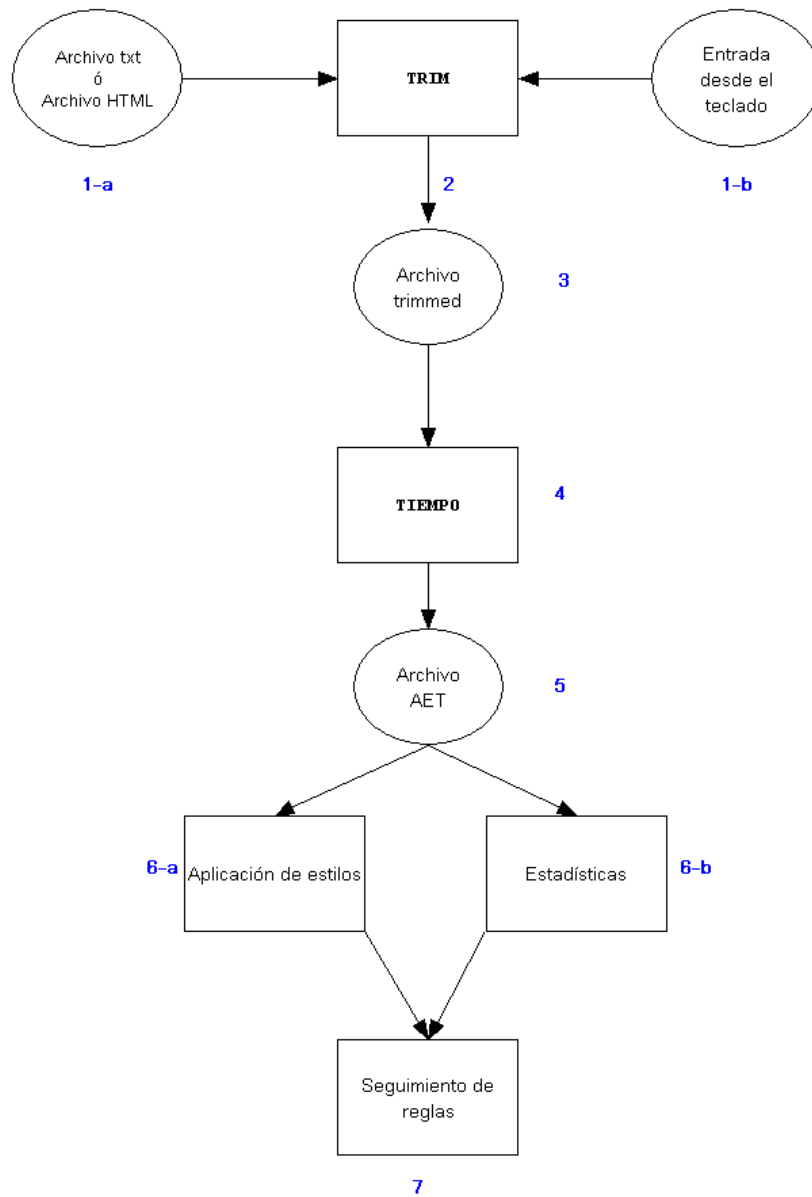 Archivo txt
ó
Archivo HTML
TRIM
Entrada
desde el
teclado
1-a
2
1-b
Archivo
trimmed
3
TIEMPO
4
Archivo
AET
5
6-a
Aplicación de estilos
Estadísticas
6-b
Seguimiento de
reglas
7